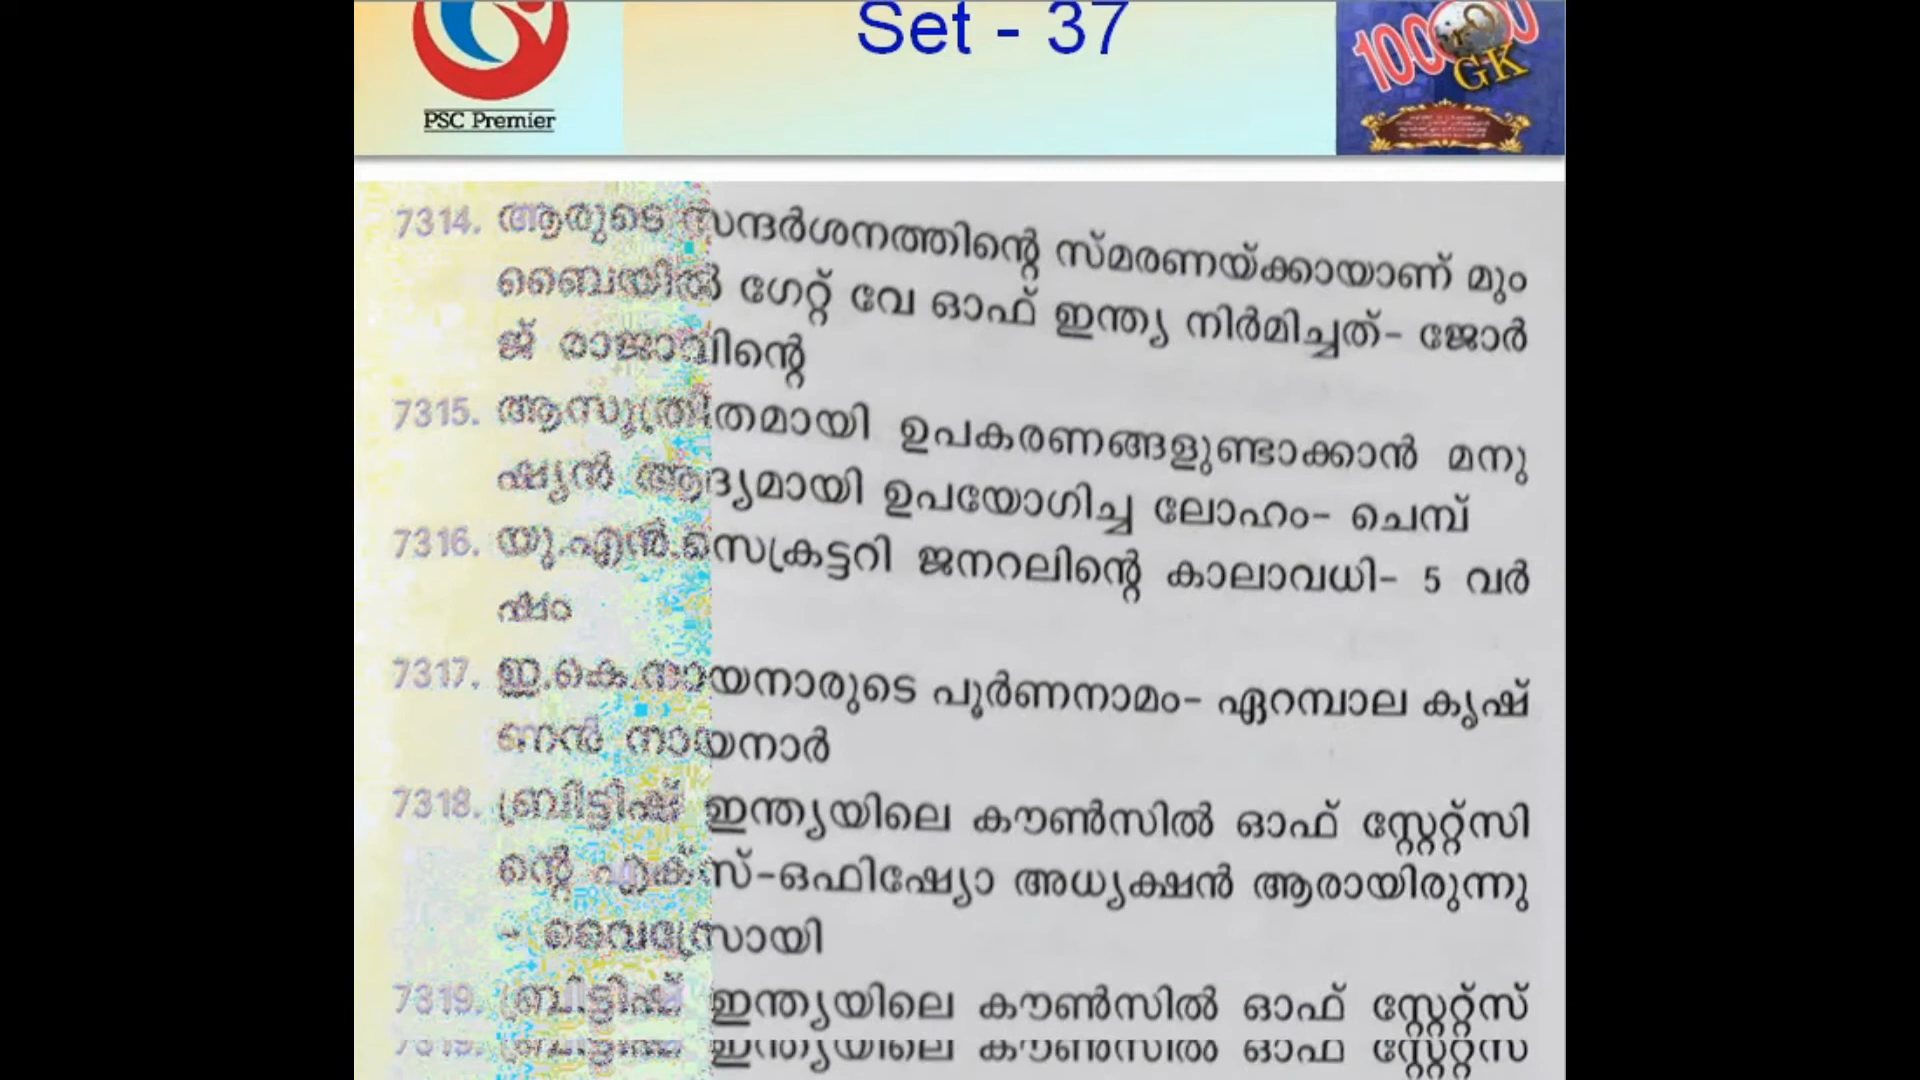 Set - 37
PSC Premier
100 0
GK
7314. ആരുടെ സന്ദർശനത്തിന്റെ സ്മരണയ്ക്കായാണ് മും
ബൈയിൽ ഗേറ്റ് വേ ഓഫ് ഇന്ത്യ നിർമിച്ചത്- ജോർ
ജ് രാജാവിന്റെ
7315. ആസൂത്രിതമായി ഉപകരണങ്ങളുണ്ടാക്കാൻ മനു
ഷ്യൻ ആദ്യമായി ഉപയോഗിച്ച ലോഹം- ചെമ്പ്
7316. യു.എൻ.സെക്രട്ടറി ജനറലിന്റെ കാലാവധി- 5 വർ
ഷം
7317. ഇ.കെ.നായനാരുടെ പൂർണനാമം- ഏറമ്പാല കൃഷ്
ണൻ നായനാർ
7318. ബ്രിട്ടിഷ് ഇന്ത്യയിലെ കൗൺസിൽ ഓഫ് സ്റ്റേറ്റ്സി
ന്റെ എക്സ്-ഒഫിഷ്യോ അധ്യക്ഷൻ ആരായിരുന്നു
- വൈസ്രോയി
7319. ബ്രിട്ടിഷ് ഇന്ത്യയിലെ കൗൺസിൽ ഓഫ് സ്റ്റേറ്റ്സ്